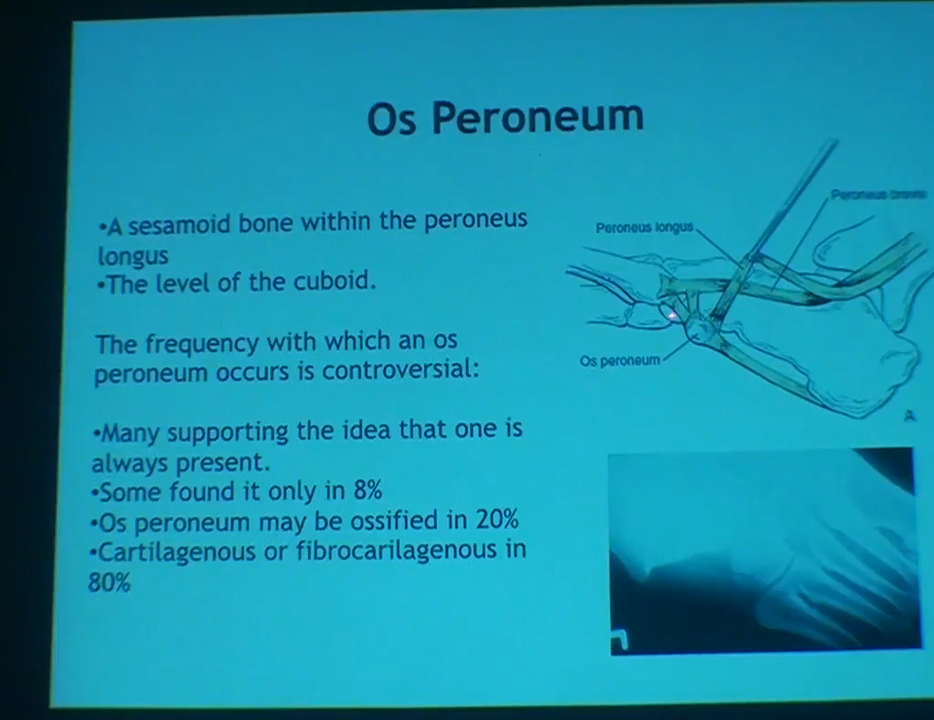 Os Peroneum
•A sesamoid bone within the peroneus
longus
•The level of the cuboid.
The frequency with which an os
peroneum occurs is controversial:
•Many supporting the idea that one is
always present.
•Some found it only in 8%
•Os peroneum may be ossified in 20%
•Cartilagenous or fibrocarilagenous in
80%
Peroneus brevis
Peroneus longus
Os peroneum
A